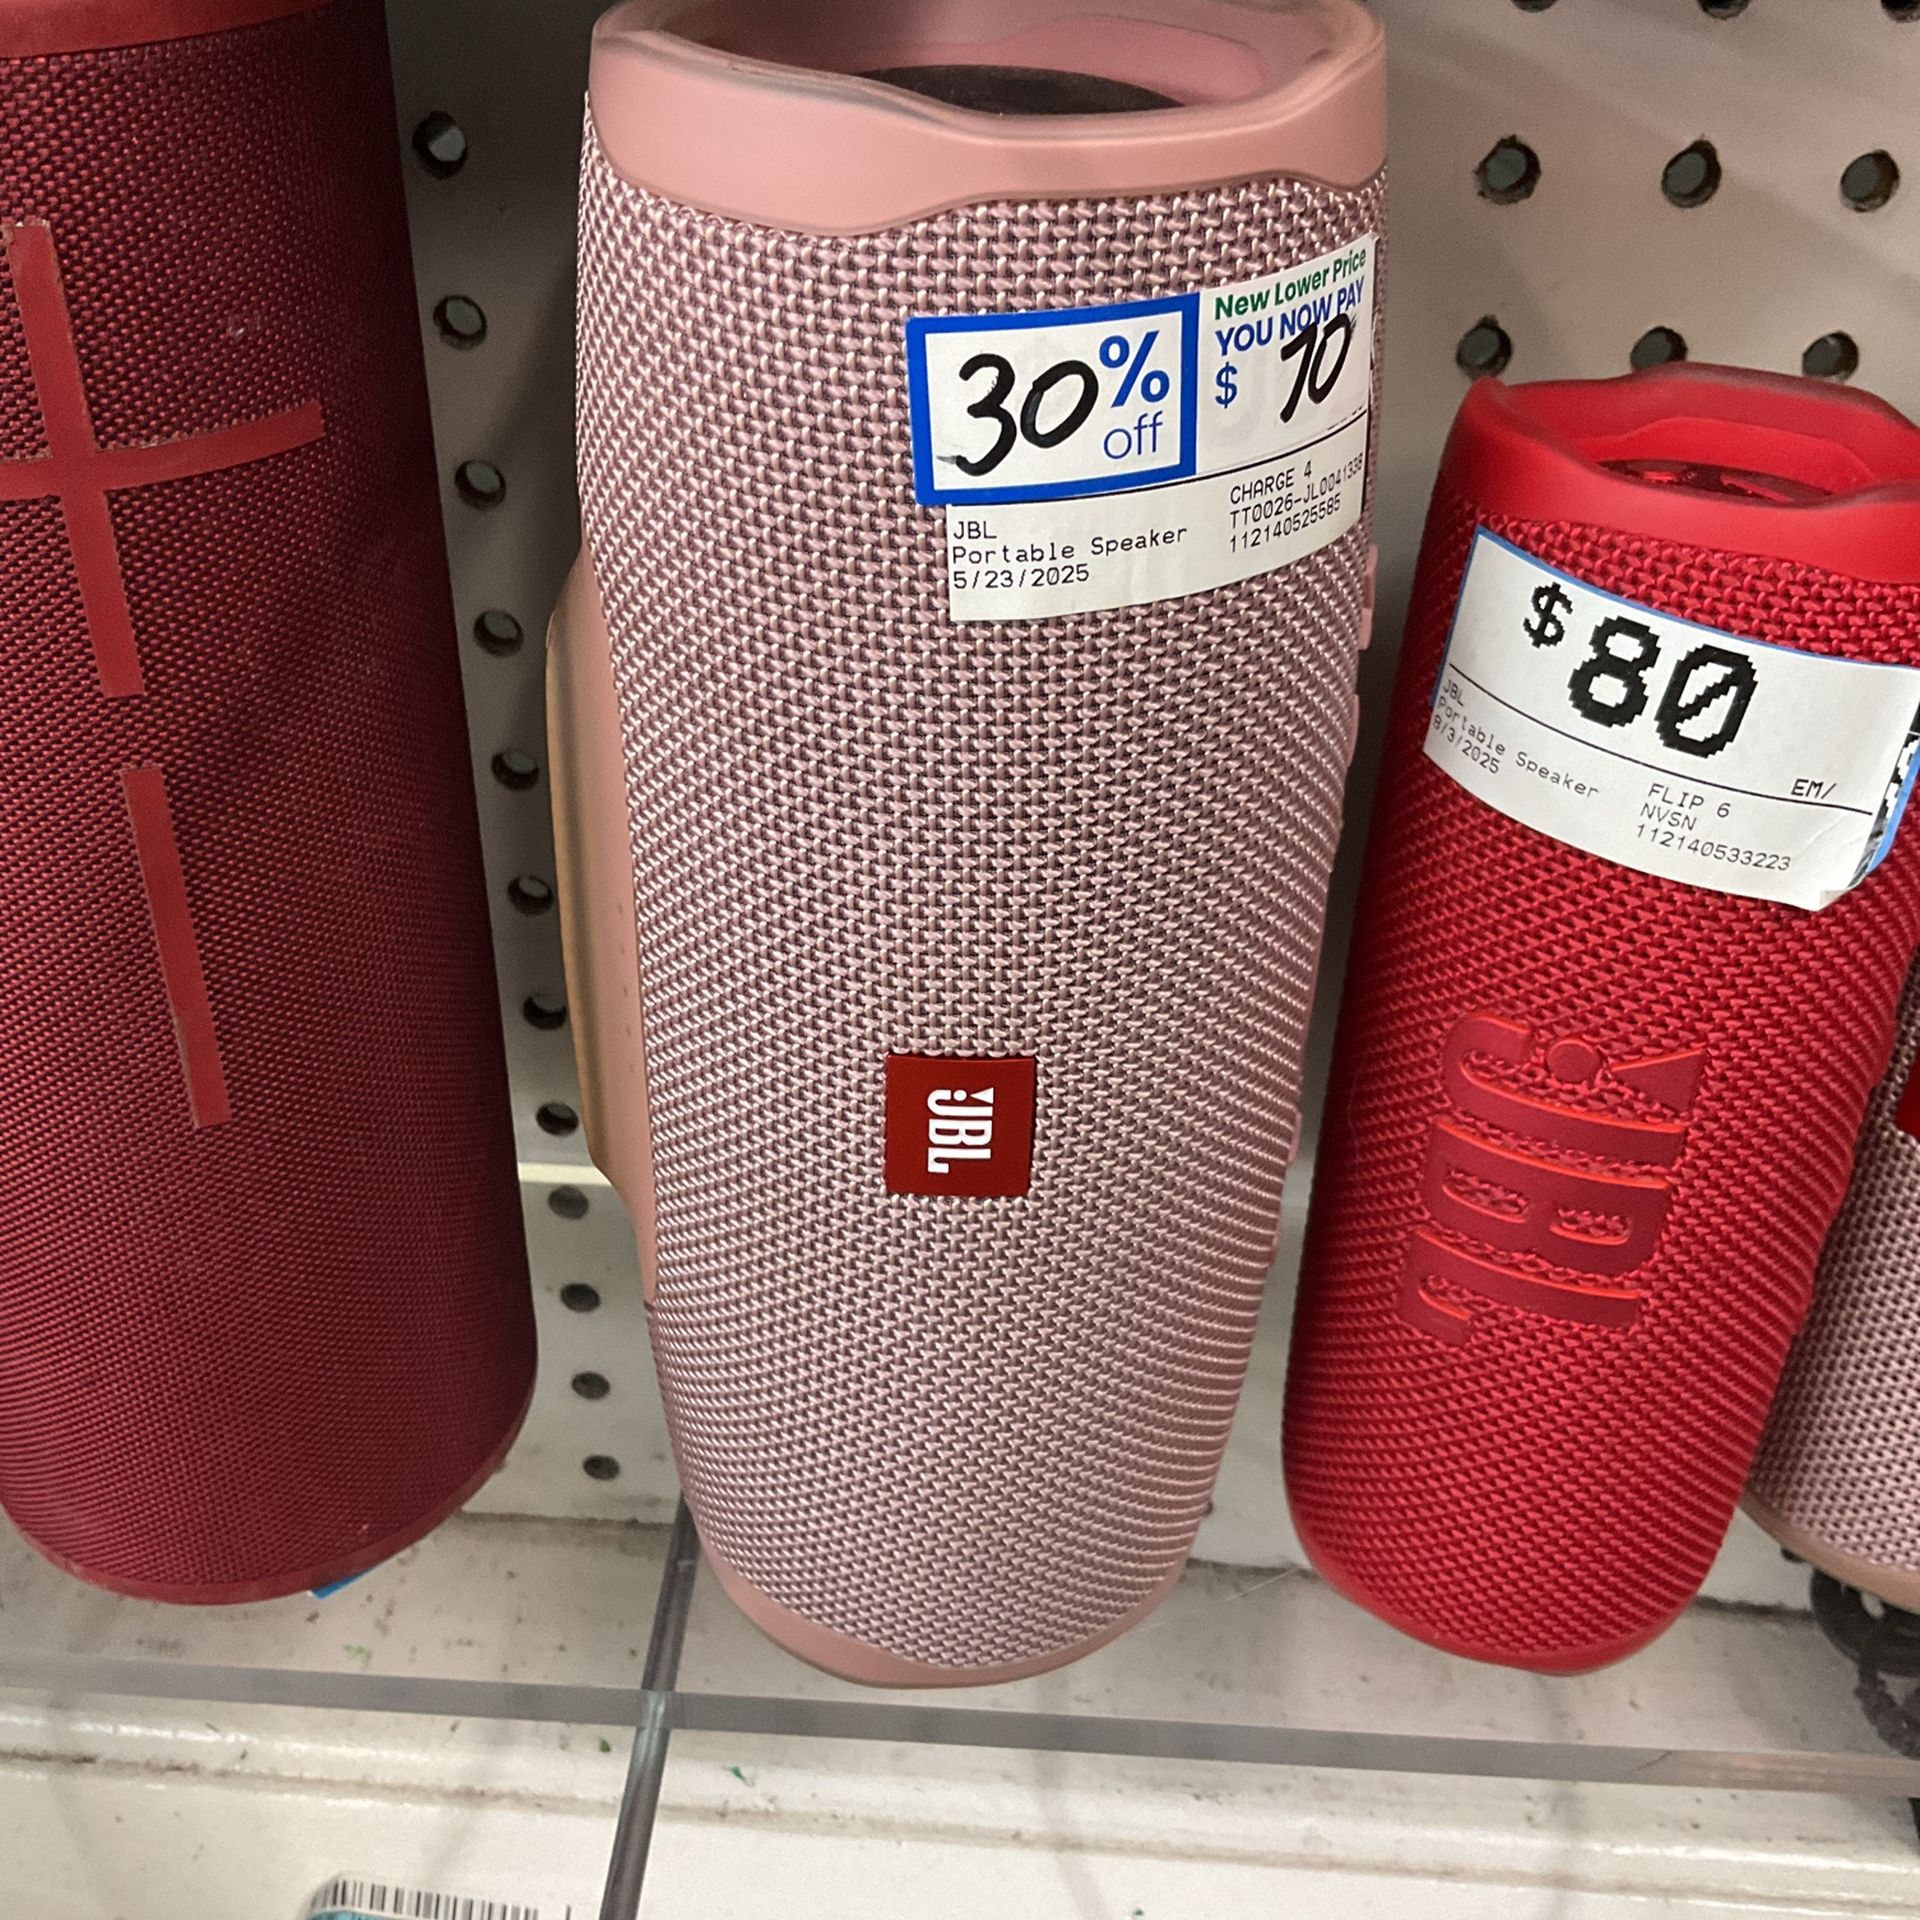 30% off
New Lower Price
YOU NOW PAY
$ 70
JBL
Portable Speaker
5/23/2025
CHARGE 4
TT0026-JL0041338
112140525585
JBL
$80
JBL
Portable Speaker
8/3/2025
EM/
FLIP 6
NVSN
112140533223
JBL